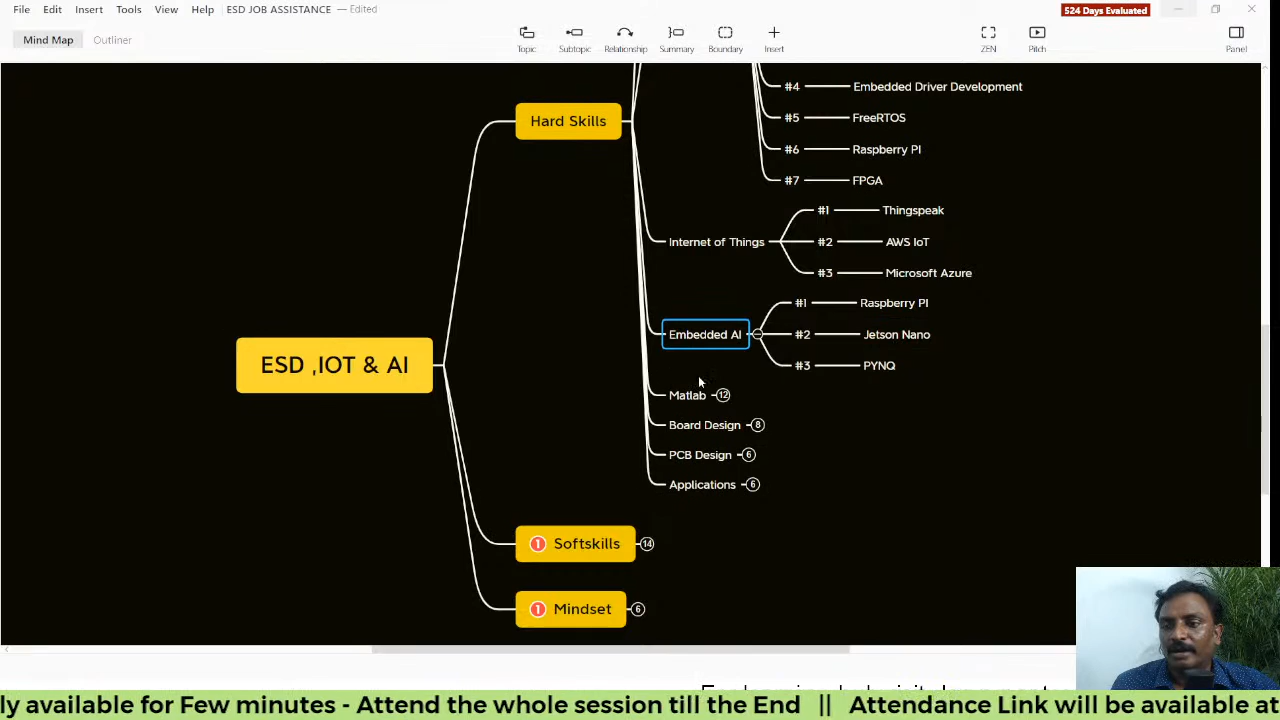 File Edit Insert Tools View Help ESD JOB ASSISTANCE — Edited 524 Days Evaluated
Mind Map Outliner
Topic Subtopic Relationship Summary Boundary Insert ZEN Pitch Panel
#4 Embedded Driver Development
Hard Skills
#5 FreeRTOS
#6 Raspberry PI
#7 FPGA
#1 Thingspeak
Internet of Things #2 AWS IoT
#3 Microsoft Azure
#1 Raspberry PI
Embedded AI #2 Jetson Nano
#3 PYNQ
ESD ,IOT & AI
Matlab 12
Board Design 8
PCB Design 6
Applications 6
1 Softskills 14
1 Mindset 6
ly available for Few minutes - Attend the whole session till the End || Attendance Link will be available at